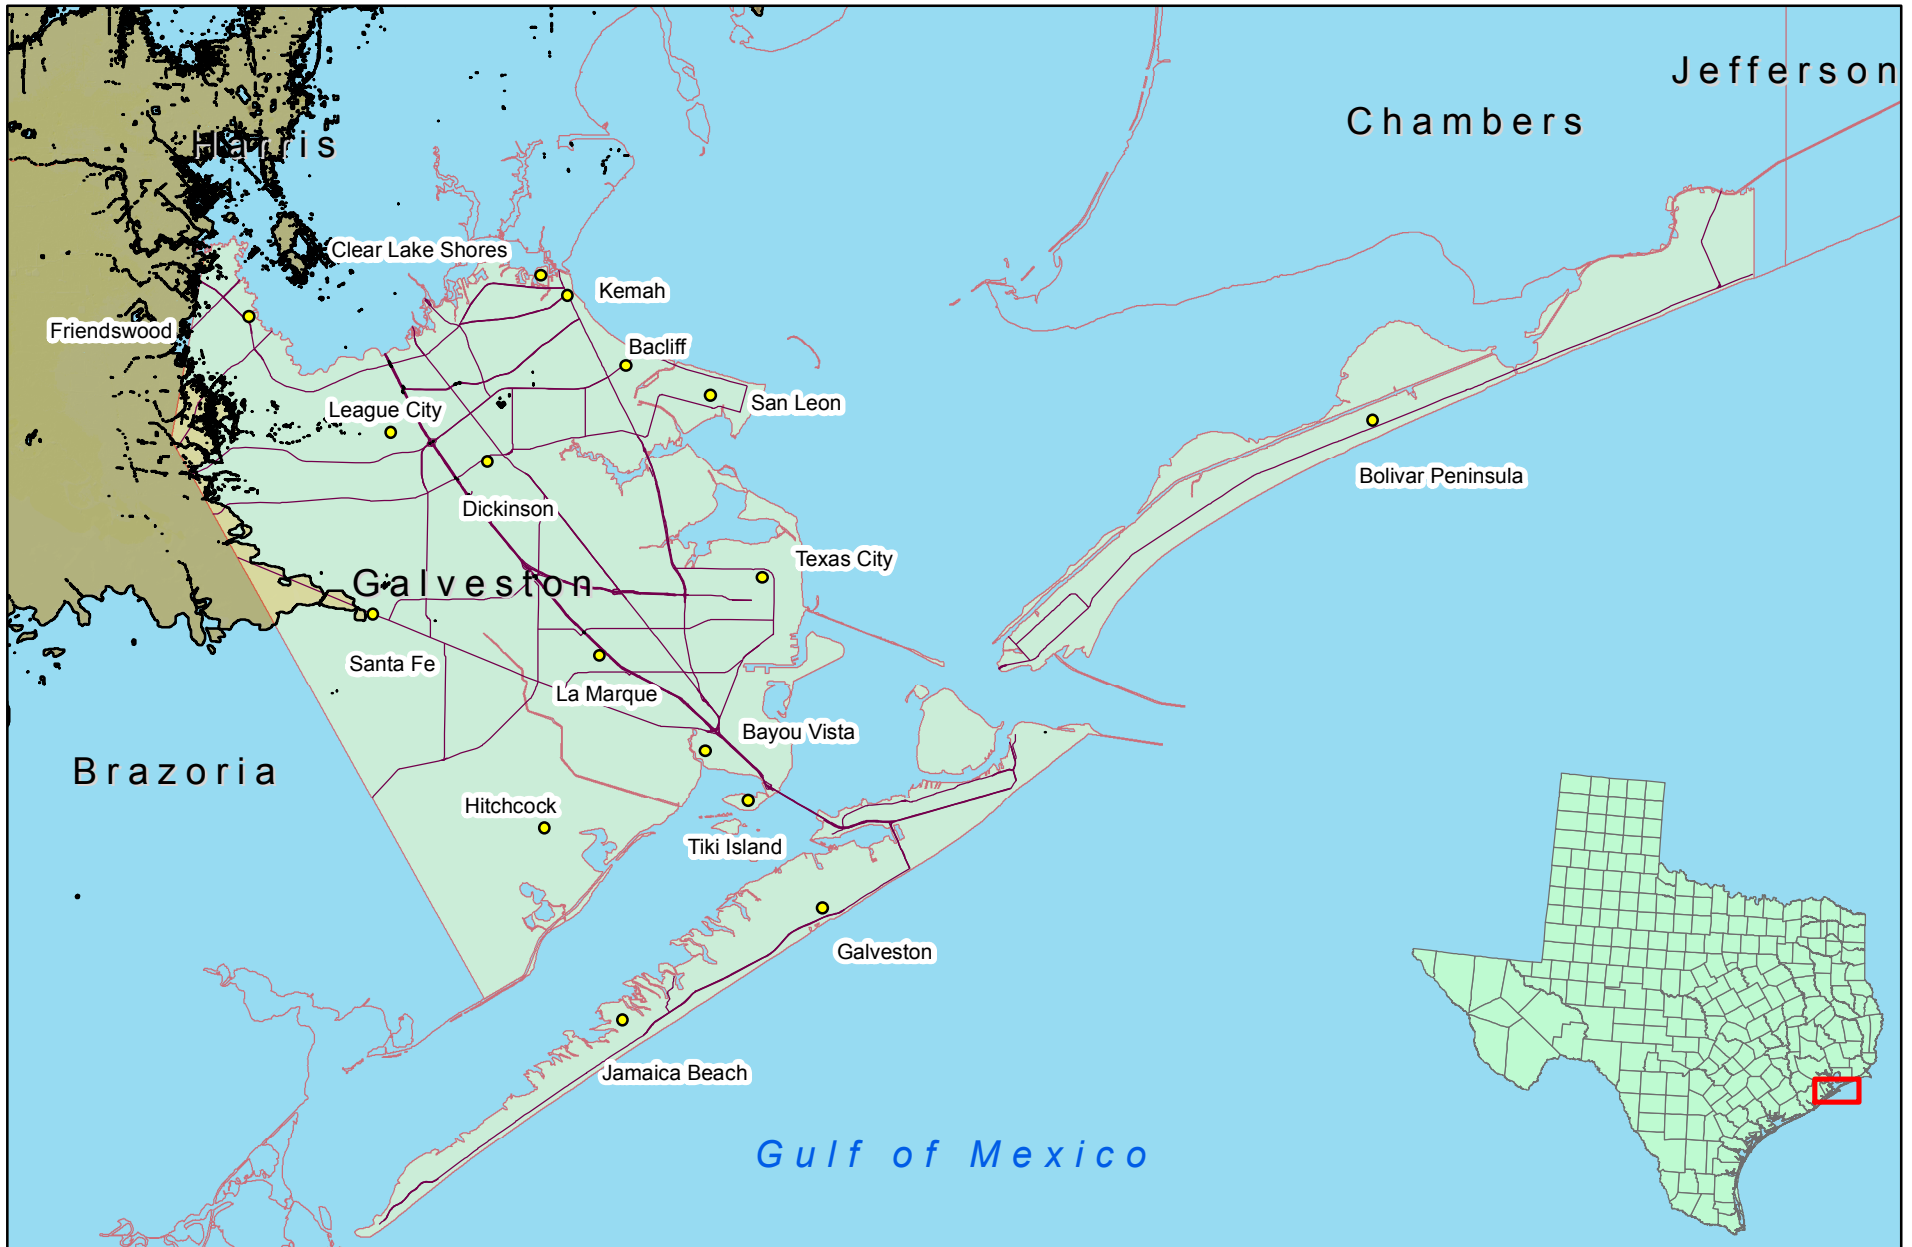 Jefferson
Chambers
Harris
Clear Lake Shores
Kemah
Friendswood
Bacliff
San Leon
League City
Bolivar Peninsula
Dickinson
Texas City
Galveston
Santa Fe
La Marque
Bayou Vista
Brazoria
Hitchcock
Tiki Island
Galveston
Jamaica Beach
Gulf of Mexico